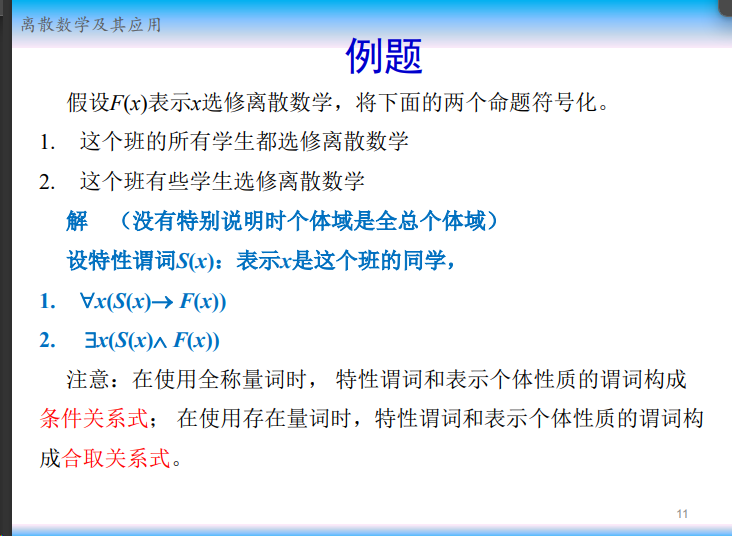 离散数学及其应用
例题
假设F(x)表示x选修离散数学，将下面的两个命题符号化。
1. 这个班的所有学生都选修离散数学
2. 这个班有些学生选修离散数学
解 （没有特别说明时个体域是全总个体域）
设特性谓词S(x)：表示x是这个班的同学，
1. ∀x(S(x)→ F(x))
2. ∃x(S(x)∧ F(x))
注意：在使用全称量词时， 特性谓词和表示个体性质的谓词构成
条件关系式； 在使用存在量词时，特性谓词和表示个体性质的谓词构
成合取关系式。
11